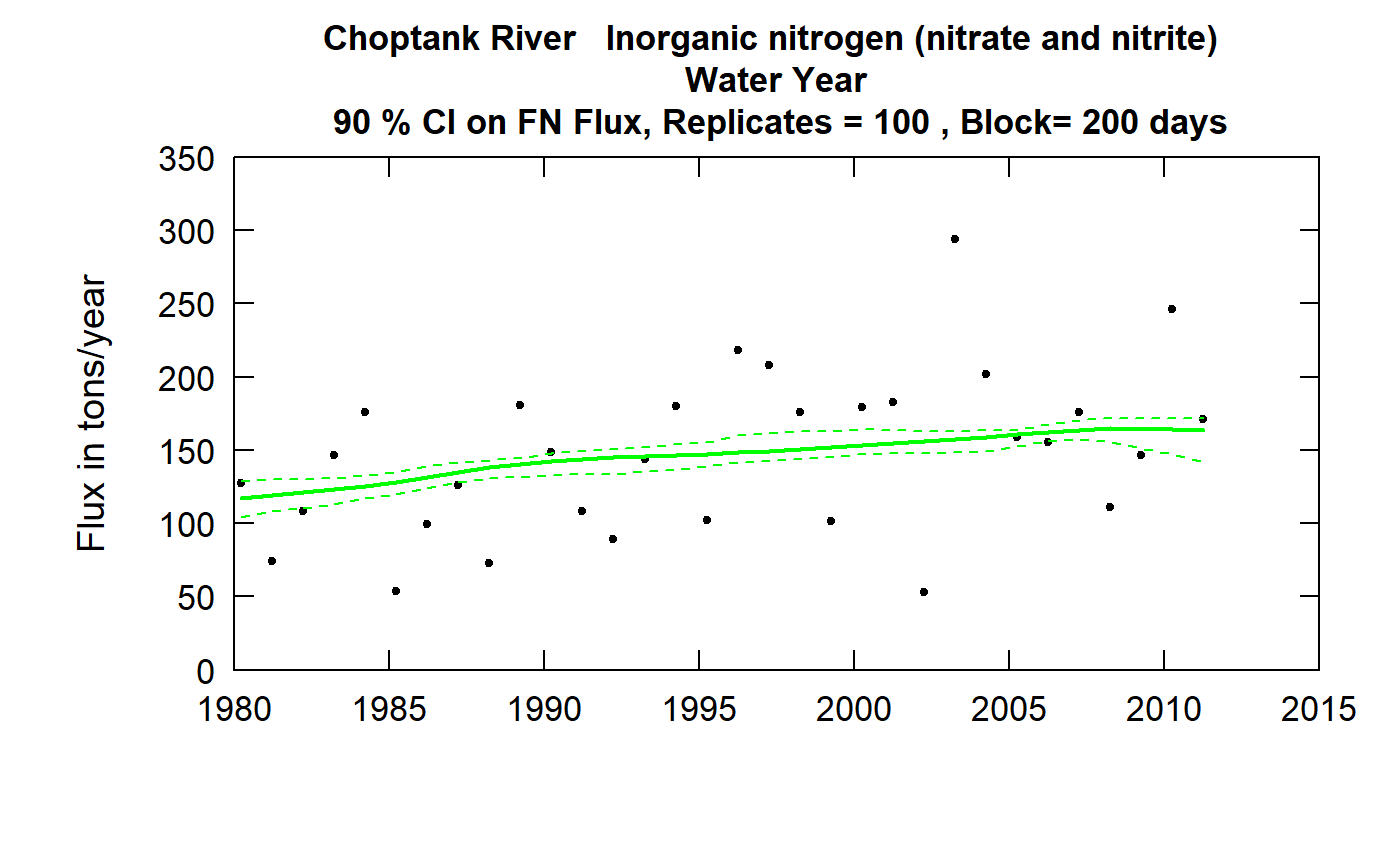 Choptank River   Inorganic nitrogen (nitrate and nitrite)
Water Year
90 % CI on FN Flux, Replicates = 100 , Block= 200 days
Flux in tons/year
350
300
250
200
150
100
50
0
1980 1985 1990 1995 2000 2005 2010 2015